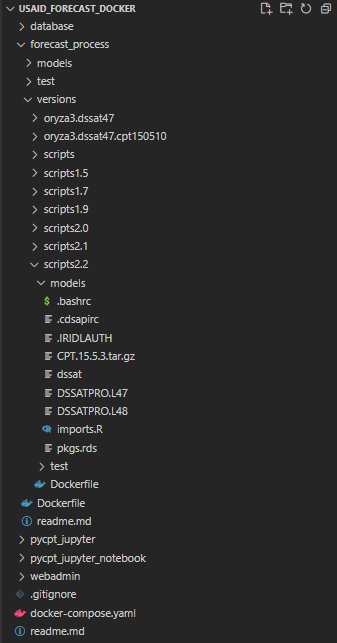 USAID_FORECAST_DOCKER
database
forecast_process
models
test
versions
oryza3.dssat47
oryza3.dssat47.cpt150510
scripts
scripts1.5
scripts1.7
scripts1.9
scripts2.0
scripts2.1
scripts2.2
models
.bashrc
.cdsapirc
.IRIDLAUTH
CPT.15.5.3.tar.gz
dssat
DSSATPRO.L47
DSSATPRO.L48
imports.R
pkgs.rds
test
Dockerfile
Dockerfile
readme.md
pycpt_jupyter
pycpt_jupyter_notebook
webadmin
.gitignore
docker-compose.yaml
readme.md